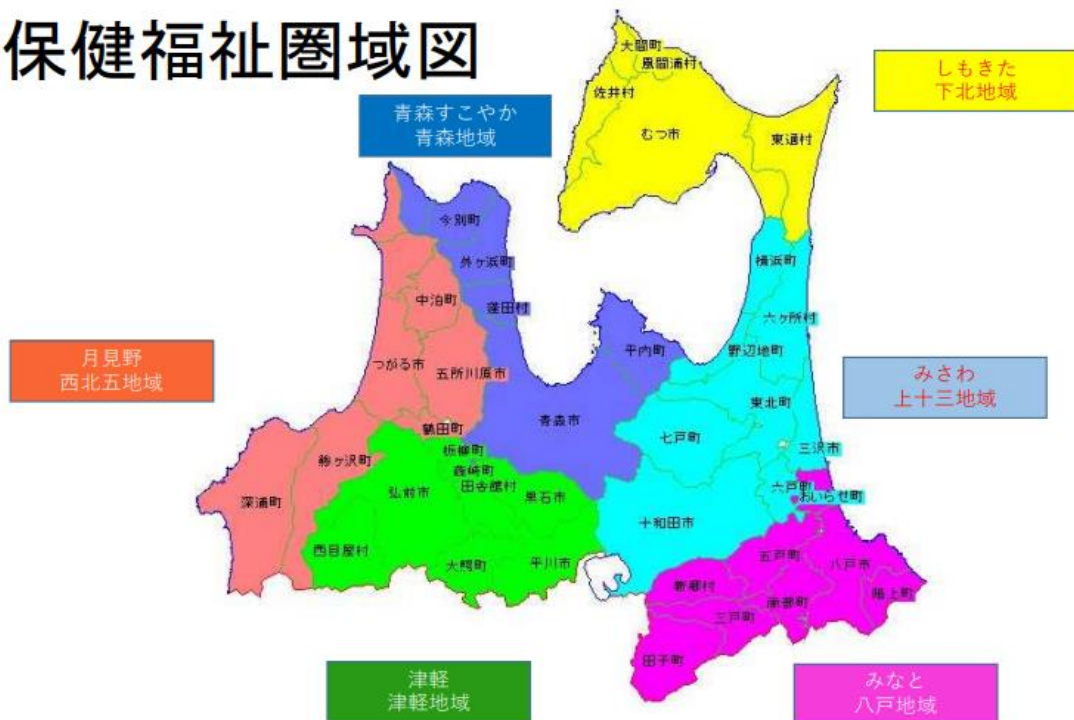 保健福祉圏域図
しもきた
下北地域
青森すこやか
青森地域
大間町
風間浦村
佐井村
むつ市
東通村
今別町
外ヶ浜町
蓬田村
中泊町
つがる市
五所川原市
鶴田町
鰺ヶ沢町
深浦町
月見野
西北五地域
平内町
青森市
横浜町
六ヶ所村
野辺地町
東北町
七戸町
三沢市
六戸町
おいらせ町
十和田市
みさわ
上十三地域
板柳町
藤崎町
田舎館村
黒石市
弘前市
西目屋村
大鰐町
平川市
五戸町
八戸市
新郷村
南部町
階上町
三戸町
田子町
津軽
津軽地域
みなと
八戸地域